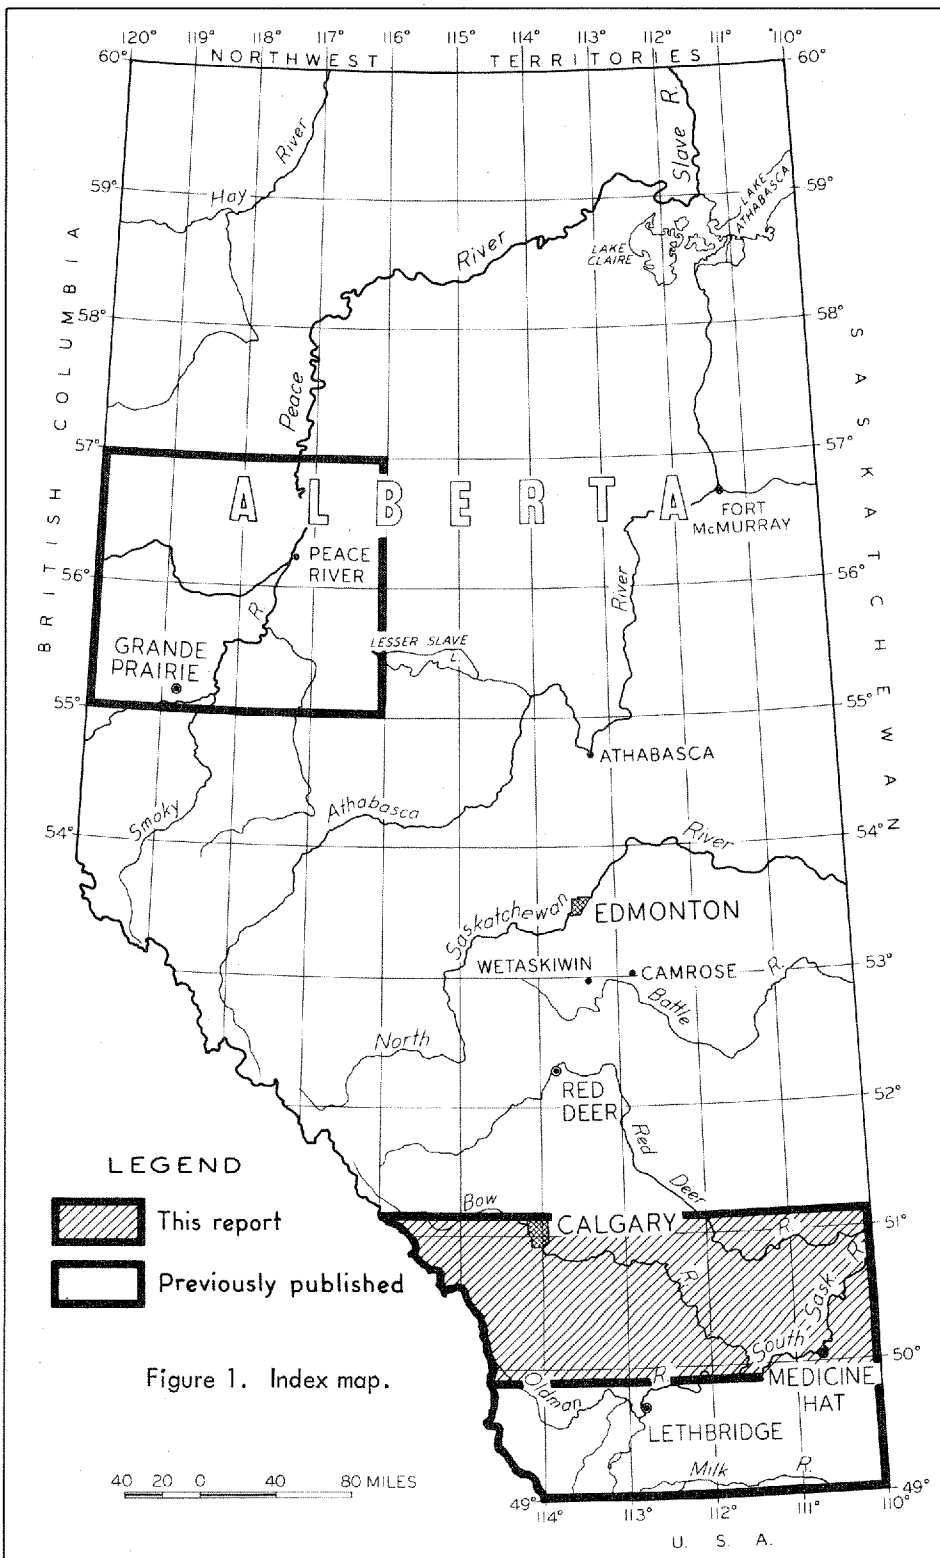 120° 119° 118° 117° 116° 115° 114° 113° 112° 111° 110°
NORTHWEST TERRITORIES
60° 60°
Hay River
Slave R.
59° 59°
LAKE ATHABASCA
LAKE CLAIRE
Peace River
58° 58°
BRITISH COLUMBIA
SASKATCHEWAN
57° 57°
ALBERTA
FORT McMURRAY
PEACE RIVER
56° 56°
R.
River
LESSER SLAVE L.
GRANDE PRAIRIE
55° 55°
ATHABASCA
Smoky
Athabasca
54° 54°
River
Saskatchewan
EDMONTON
WETASKIWIN
CAMROSE
R.
53°
Battle
North
RED DEER
52°
Red Deer
LEGEND
This report
Previously published
Bow
CALGARY
R.
51°
R.
South Sask. R.
50°
MEDICINE HAT
Figure 1. Index map.
Oldman R.
LETHBRIDGE
Milk R.
40 20 0 40 80 MILES
49° 49°
114° 113° 112° 111° 110°
U. S. A.